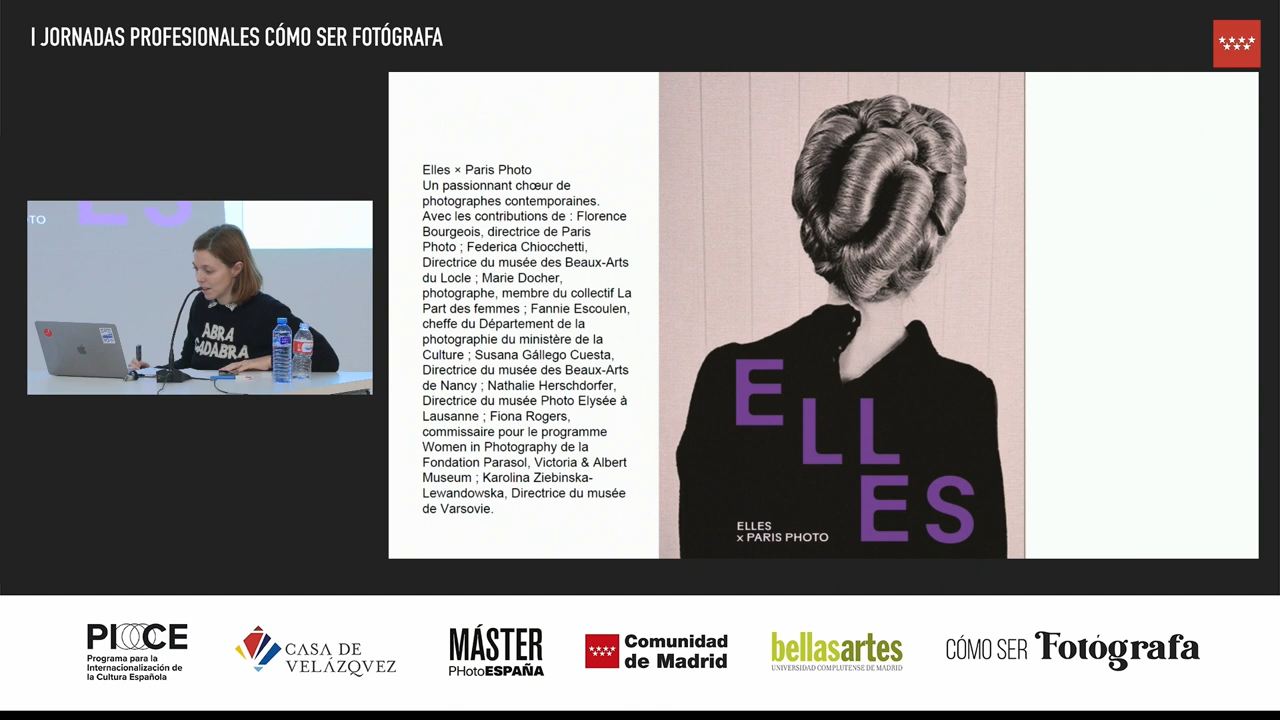 I JORNADAS PROFESIONALES CÓMO SER FOTÓGRAFA
TO
ES
ABRA
CADABRA
Elles × Paris Photo
Un passionnant chœur de
photographes contemporaines.
Avec les contributions de : Florence
Bourgeois, directrice de Paris
Photo ; Federica Chiocchetti,
Directrice du musée des Beaux-Arts
du Locle ; Marie Docher,
photographe, membre du collectif La
Part des femmes ; Fannie Escoulen,
cheffe du Département de la
photographie du ministère de la
Culture ; Susana Gállego Cuesta,
Directrice du musée des Beaux-Arts
de Nancy ; Nathalie Herschdorfer,
Directrice du musée Photo Elysée à
Lausanne ; Fiona Rogers,
commissaire pour le programme
Women in Photography de la
Fondation Parasol, Victoria & Albert
Museum ; Karolina Ziebinska-
Lewandowska, Directrice du musée
de Varsovie.
E
LL
ES
ELLES
x PARIS PHOTO
PICE
Programa para la
Internacionalización de
la Cultura Española
CASA DE
VELÁZQVEZ
MÁSTER
PHotoESPAÑA
Comunidad
de Madrid
bellasartes
UNIVERSIDAD COMPLUTENSE DE MADRID
CÓMO SER Fotógrafa